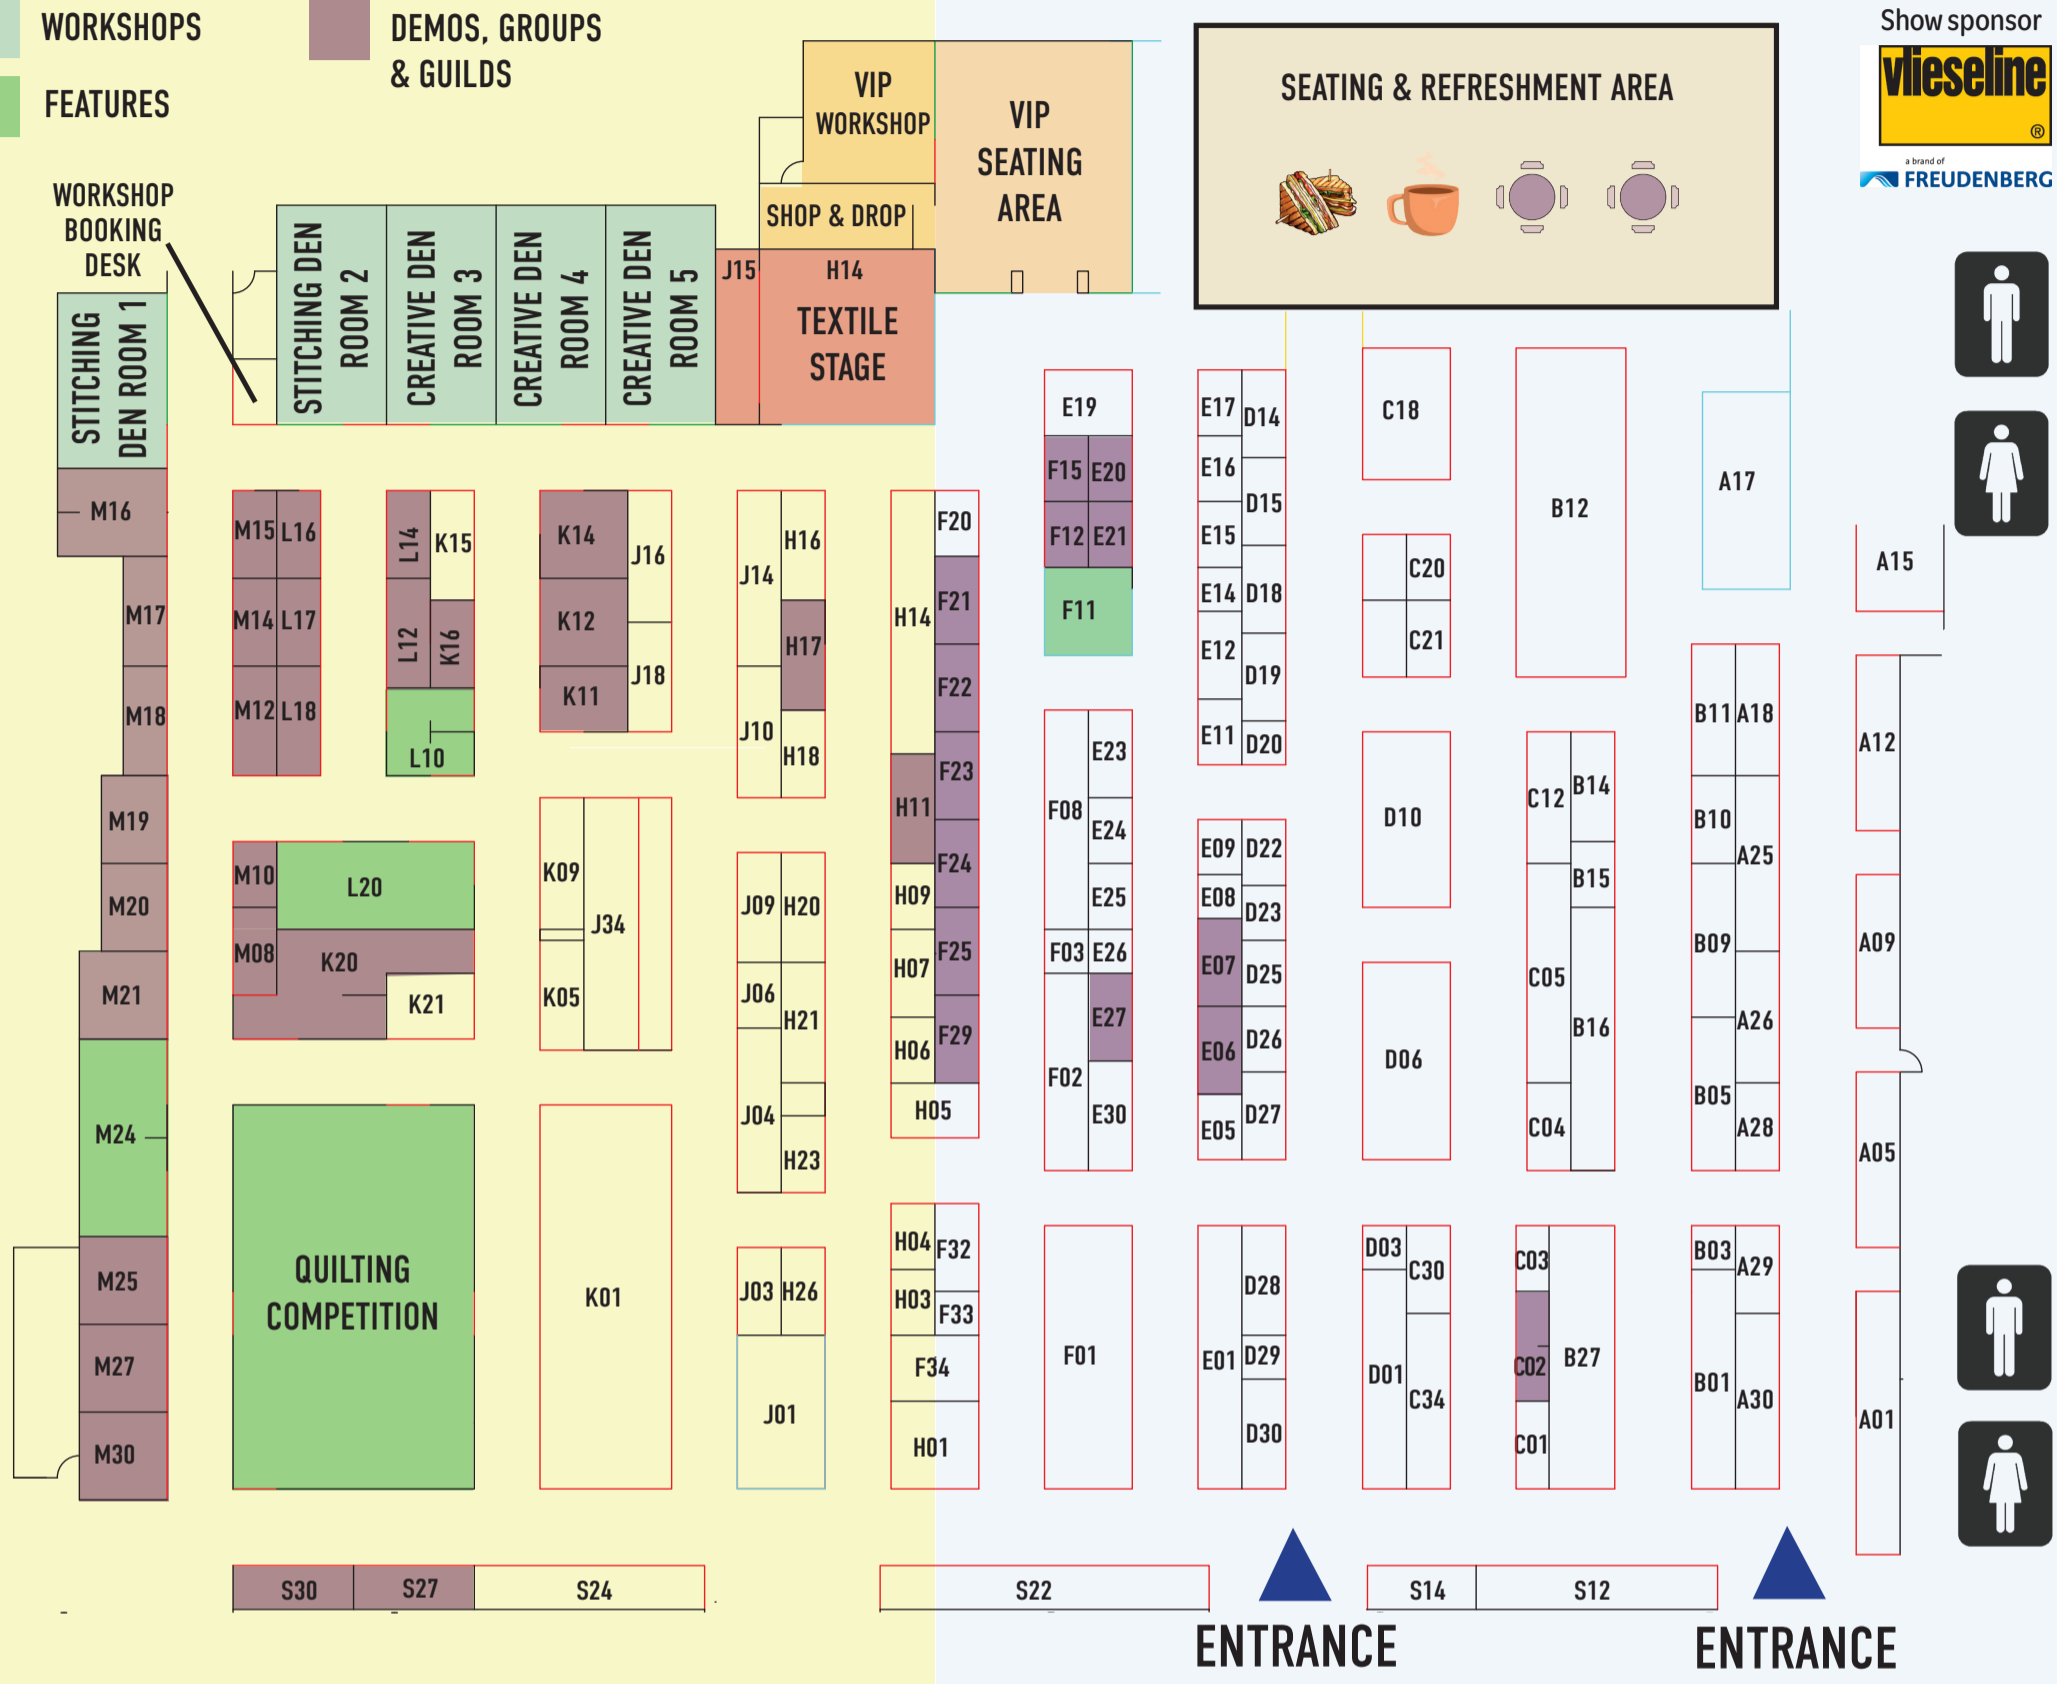 WORKSHOPS
FEATURES
DEMOS, GROUPS
& GUILDS
WORKSHOP
BOOKING
DESK
VIP
WORKSHOP
SHOP & DROP
VIP
SEATING
AREA
SEATING & REFRESHMENT AREA
Show sponsor
vlieseline
®
a brand of
FREUDENBERG
STITCHING
DEN ROOM 1
STITCHING DEN
ROOM 2
CREATIVE DEN
ROOM 3
CREATIVE DEN
ROOM 4
CREATIVE DEN
ROOM 5
J15
H14
TEXTILE
STAGE
M16
M17
M18
M19
M20
M21
M24
M25
M27
M30
M15 L16
M14 L17
M12 L18
L14
K15
L12
K16
L10
M10
L20
M08
K20
K21
QUILTING
COMPETITION
K14
J16
K12
J18
K11
K09
J34
K05
K01
J14
H16
H17
J10
H18
J09 H20
J06
H21
J04
H23
J03 H26
J01
H14
F20
F21
F22
F23
H11
F24
H09
F25
H07
F29
H06
H05
H04
F32
H03
F33
F34
H01
E19
F15 E20
F12 E21
F11
E23
F08
E24
E25
F03 E26
E27
F02
E30
F01
E17
D14
E16
D15
E15
E14 D18
E12
D19
E11
D20
E09 D22
E08
D23
E07
D25
E06
D26
E05
D27
D28
E01
D29
D30
C18
C20
C21
D10
D06
D03
C30
D01
C34
B12
C12
B14
B15
C05
B16
C04
C03
C02
B27
C01
A17
B11 A18
B10
A25
B09
A26
B05
A28
B03
A29
B01
A30
A15
A12
A09
A05
A01
S30
S27
S24
S22
S14
S12
ENTRANCE
ENTRANCE